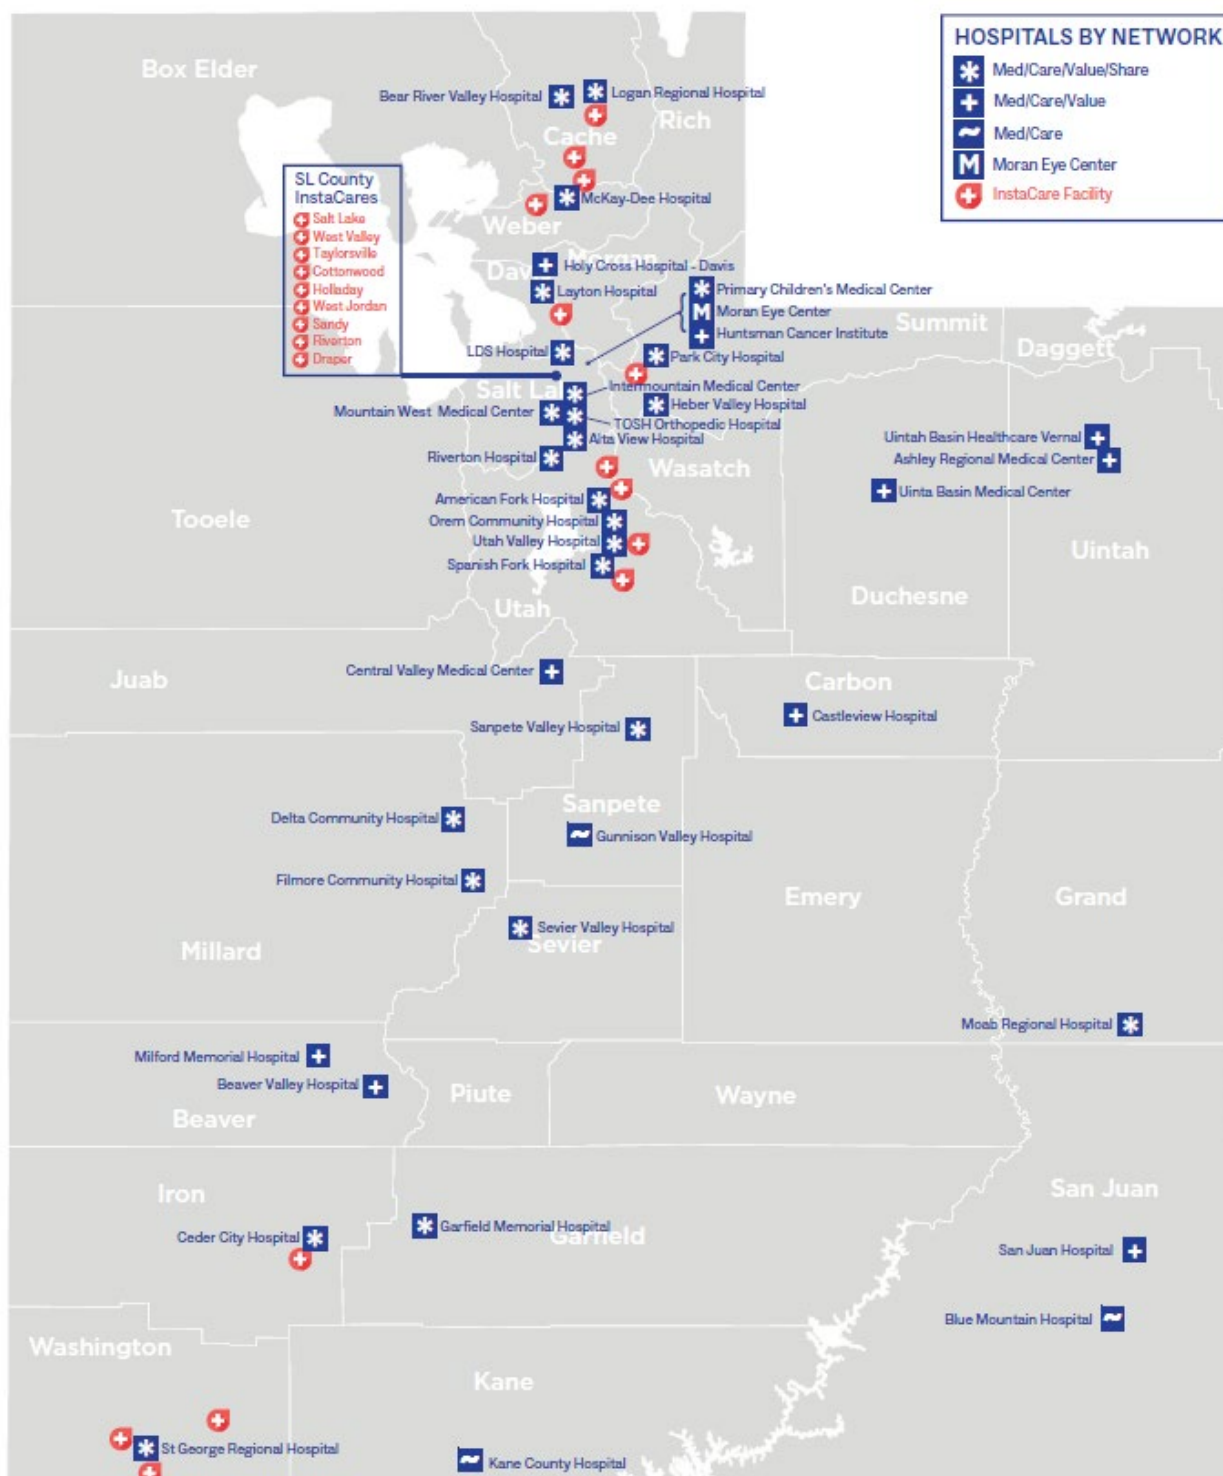 HOSPITALS BY NETWORK
Med/Care/Value/Share
Med/Care/Value
Med/Care
M Moran Eye Center
InstaCare Facility
Box Elder
Bear River Valley Hospital
Logan Regional Hospital
Rich
Cache
SL County
InstaCares
Salt Lake
West Valley
Taylorsville
Cottonwood
Holladay
West Jordan
Sandy
Riverton
Draper
McKay-Dee Hospital
Weber
Morgan
Holy Cross Hospital - Davis
Davis
Layton Hospital
Primary Children's Medical Center
M Moran Eye Center
Huntsman Cancer Institute
Summit
Daggett
LDS Hospital
Park City Hospital
Salt Lake
Intermountain Medical Center
Heber Valley Hospital
Mountain West Medical Center
TOSH Orthopedic Hospital
Alta View Hospital
Riverton Hospital
Wasatch
Uintah Basin Healthcare Vernal
Ashley Regional Medical Center
Uinta Basin Medical Center
American Fork Hospital
Tooele
Orem Community Hospital
Utah Valley Hospital
Uintah
Spanish Fork Hospital
Duchesne
Utah
Central Valley Medical Center
Juab
Carbon
Castleview Hospital
Sanpete Valley Hospital
Sanpete
Delta Community Hospital
Gunnison Valley Hospital
Filmore Community Hospital
Emery
Grand
Sevier Valley Hospital
Sevier
Millard
Moab Regional Hospital
Milford Memorial Hospital
Beaver Valley Hospital
Piute
Wayne
Beaver
Iron
San Juan
Garfield Memorial Hospital
Garfield
Ceder City Hospital
San Juan Hospital
Blue Mountain Hospital
Washington
Kane
St George Regional Hospital
Kane County Hospital